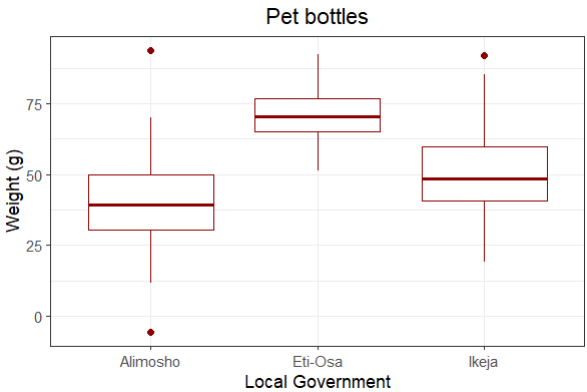 Pet bottles
Weight (g)
75
50
25
0
Alimosho Eti-Osa Ikeja
Local Government